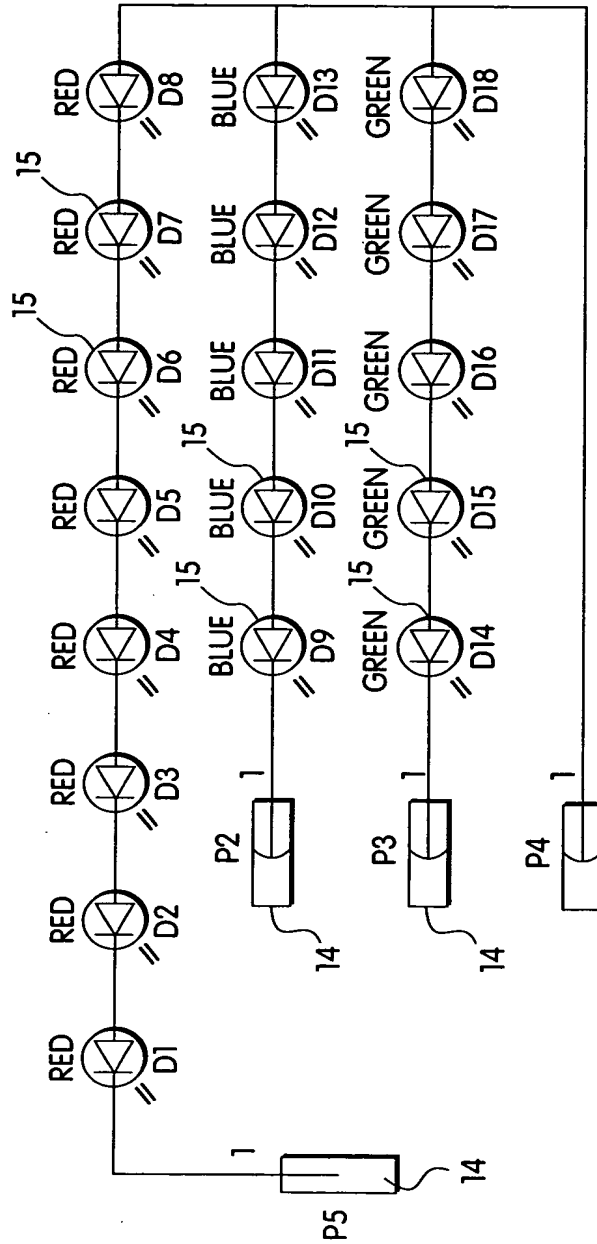 RED RED RED RED RED RED RED RED
15 15
D1 D2 D3 D4 D5 D6 D7 D8
BLUE BLUE BLUE BLUE BLUE
15 15
D9 D10 D11 D12 D13
P2 1
14
GREEN GREEN GREEN GREEN GREEN
15 15
D14 D15 D16 D17 D18
P3 1
14
P4 1
P5 1
14